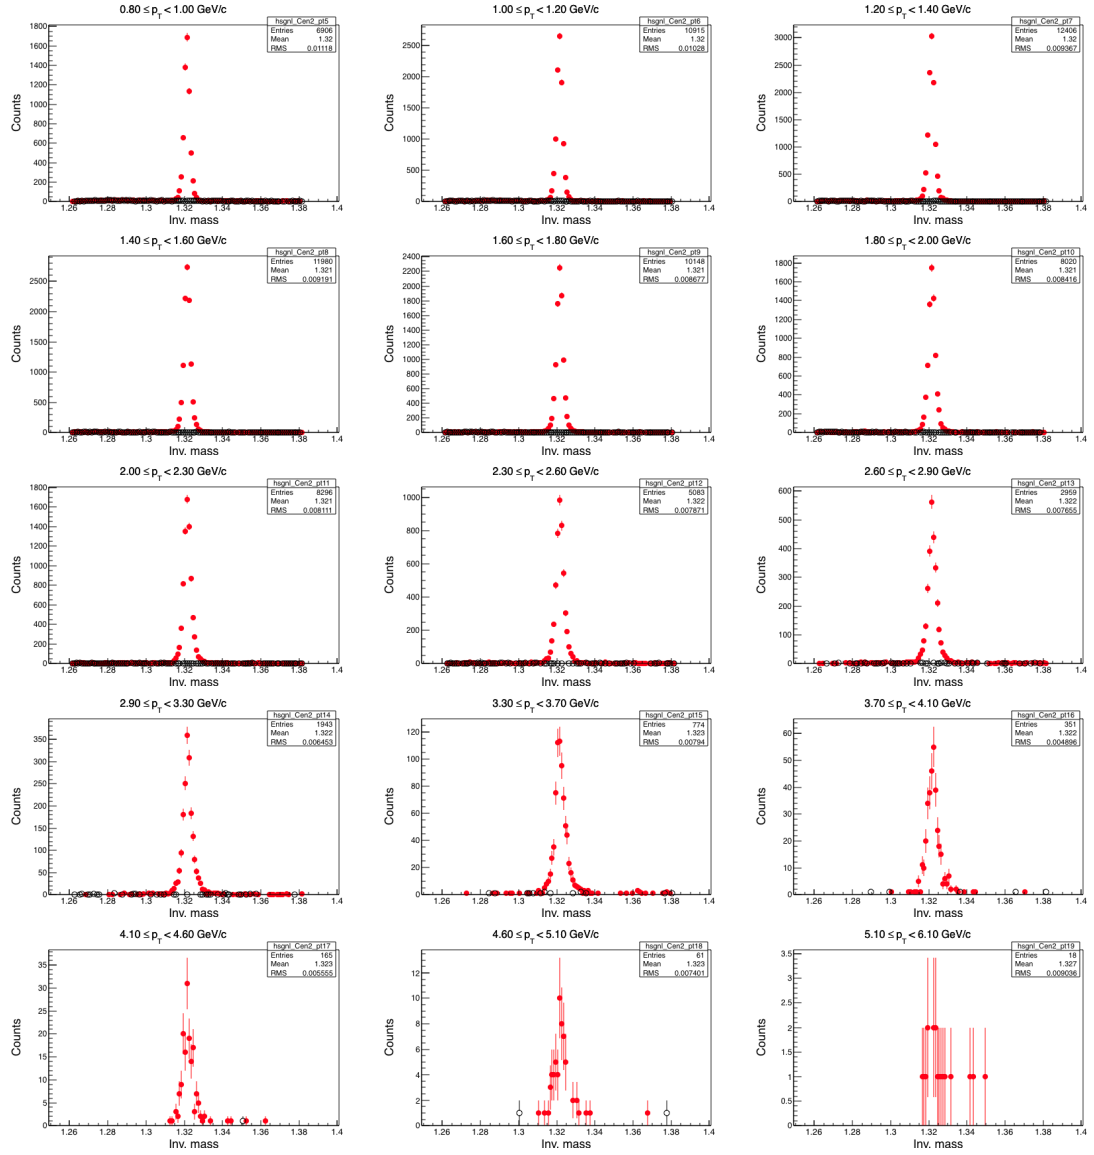 0.80 ≤ p_T < 1.00 GeV/c
hsgnl_Cen2_pt5
Entries 6906
Mean 1.32
RMS 0.01118
Counts
1800
1600
1400
1200
1000
800
600
400
200
0
1.26 1.28 1.3 1.32 1.34 1.36 1.38 1.4
Inv. mass
1.00 ≤ p_T < 1.20 GeV/c
hsgnl_Cen2_pt6
Entries 10915
Mean 1.32
RMS 0.01028
Counts
2500
2000
1500
1000
500
0
1.26 1.28 1.3 1.32 1.34 1.36 1.38 1.4
Inv. mass
1.20 ≤ p_T < 1.40 GeV/c
hsgnl_Cen2_pt7
Entries 12406
Mean 1.32
RMS 0.009367
Counts
3000
2500
2000
1500
1000
500
0
1.26 1.28 1.3 1.32 1.34 1.36 1.38 1.4
Inv. mass
1.40 ≤ p_T < 1.60 GeV/c
hsgnl_Cen2_pt8
Entries 11980
Mean 1.321
RMS 0.009191
Counts
2500
2000
1500
1000
500
0
1.26 1.28 1.3 1.32 1.34 1.36 1.38 1.4
Inv. mass
1.60 ≤ p_T < 1.80 GeV/c
hsgnl_Cen2_pt9
Entries 10148
Mean 1.321
RMS 0.008677
Counts
2400
2200
2000
1800
1600
1400
1200
1000
800
600
400
200
0
1.26 1.28 1.3 1.32 1.34 1.36 1.38 1.4
Inv. mass
1.80 ≤ p_T < 2.00 GeV/c
hsgnl_Cen2_pt10
Entries 8020
Mean 1.321
RMS 0.008416
Counts
1800
1600
1400
1200
1000
800
600
400
200
0
1.26 1.28 1.3 1.32 1.34 1.36 1.38 1.4
Inv. mass
2.00 ≤ p_T < 2.30 GeV/c
hsgnl_Cen2_pt11
Entries 8296
Mean 1.321
RMS 0.008111
Counts
1800
1600
1400
1200
1000
800
600
400
200
0
1.26 1.28 1.3 1.32 1.34 1.36 1.38 1.4
Inv. mass
2.30 ≤ p_T < 2.60 GeV/c
hsgnl_Cen2_pt12
Entries 5083
Mean 1.322
RMS 0.007871
Counts
1000
800
600
400
200
0
1.26 1.28 1.3 1.32 1.34 1.36 1.38 1.4
Inv. mass
2.60 ≤ p_T < 2.90 GeV/c
hsgnl_Cen2_pt13
Entries 2959
Mean 1.322
RMS 0.007655
Counts
600
500
400
300
200
100
0
1.26 1.28 1.3 1.32 1.34 1.36 1.38 1.4
Inv. mass
2.90 ≤ p_T < 3.30 GeV/c
hsgnl_Cen2_pt14
Entries 1943
Mean 1.322
RMS 0.006453
Counts
350
300
250
200
150
100
50
0
1.26 1.28 1.3 1.32 1.34 1.36 1.38 1.4
Inv. mass
3.30 ≤ p_T < 3.70 GeV/c
hsgnl_Cen2_pt15
Entries 774
Mean 1.323
RMS 0.00794
Counts
120
100
80
60
40
20
0
1.26 1.28 1.3 1.32 1.34 1.36 1.38 1.4
Inv. mass
3.70 ≤ p_T < 4.10 GeV/c
hsgnl_Cen2_pt16
Entries 351
Mean 1.322
RMS 0.004896
Counts
60
50
40
30
20
10
0
1.26 1.28 1.3 1.32 1.34 1.36 1.38 1.4
Inv. mass
4.10 ≤ p_T < 4.60 GeV/c
hsgnl_Cen2_pt17
Entries 165
Mean 1.323
RMS 0.005555
Counts
35
30
25
20
15
10
5
0
1.26 1.28 1.3 1.32 1.34 1.36 1.38 1.4
Inv. mass
4.60 ≤ p_T < 5.10 GeV/c
hsgnl_Cen2_pt18
Entries 61
Mean 1.323
RMS 0.007401
Counts
12
10
8
6
4
2
0
1.26 1.28 1.3 1.32 1.34 1.36 1.38 1.4
Inv. mass
5.10 ≤ p_T < 6.10 GeV/c
hsgnl_Cen2_pt19
Entries 18
Mean 1.327
RMS 0.009036
Counts
3.5
3
2.5
2
1.5
1
0.5
0
1.26 1.28 1.3 1.32 1.34 1.36 1.38 1.4
Inv. mass